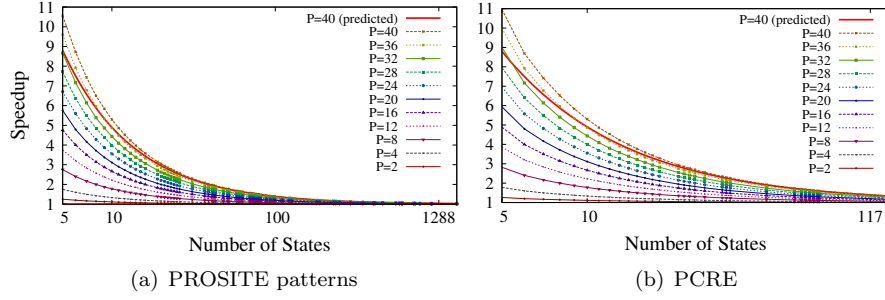 11
10
9
8
7
6
5
4
3
2
1
Speedup
P=40 (predicted)
P=40
P=36
P=32
P=28
P=24
P=20
P=16
P=12
P=8
P=4
P=2
5 10 100 1288
Number of States
(a) PROSITE patterns
11
10
9
8
7
6
5
4
3
2
1
P=40 (predicted)
P=40
P=36
P=32
P=28
P=24
P=20
P=16
P=12
P=8
P=4
P=2
5 10 117
Number of States
(b) PCRE